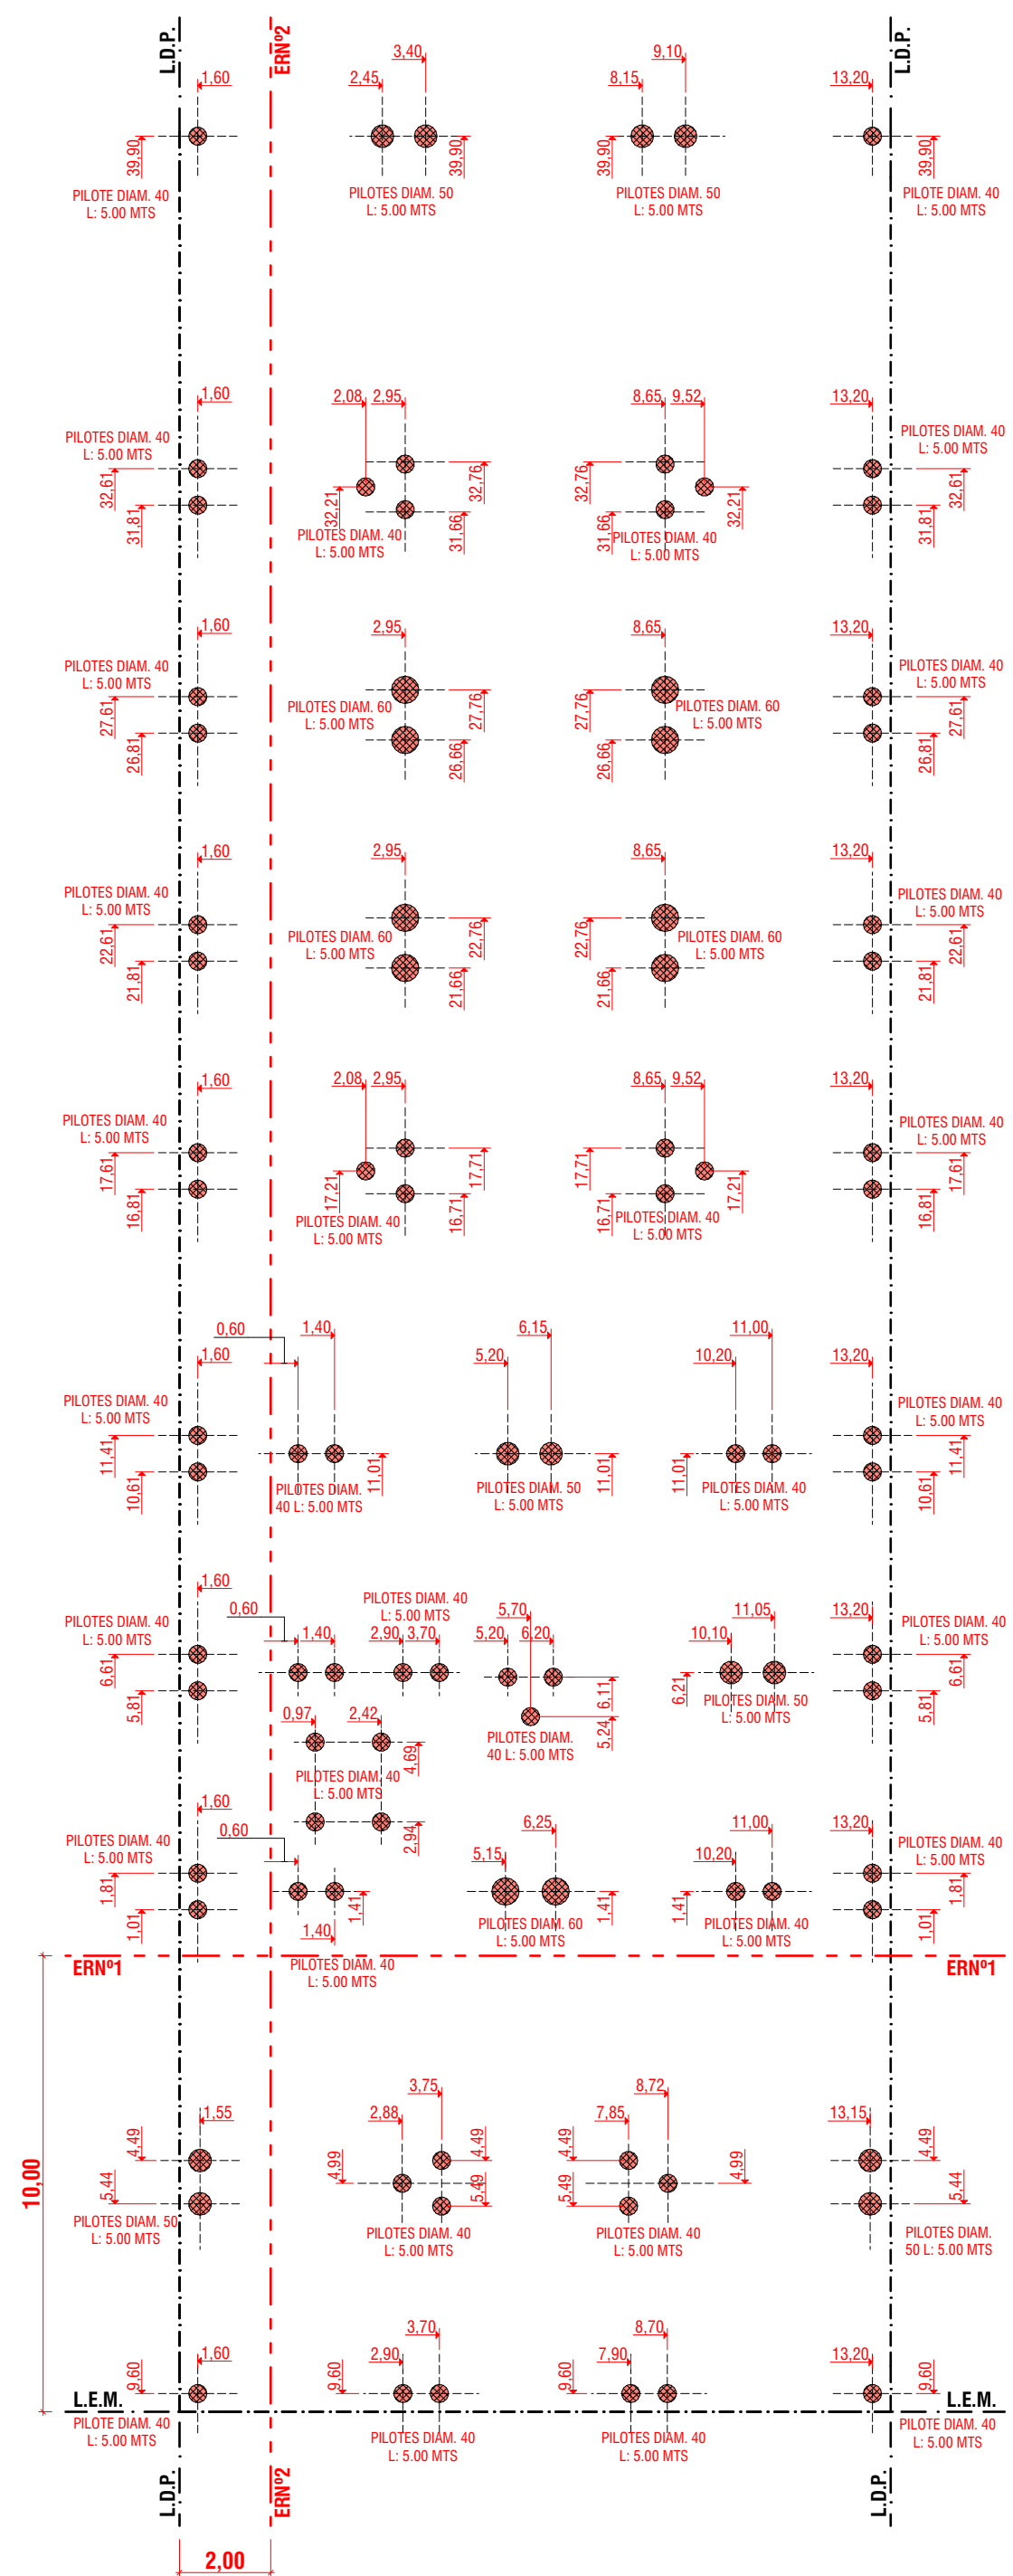 L.D.P.
ERNº2
L.D.P.
3,40
9,10
1,60
2,45
8,15
13,20
39,90
39,90
39,90
39,90
PILOTE DIAM. 40
L: 5.00 MTS
PILOTES DIAM. 50
L: 5.00 MTS
PILOTES DIAM. 50
L: 5.00 MTS
PILOTE DIAM. 40
L: 5.00 MTS
1,60
2,08
2,95
8,65
9,52
13,20
PILOTES DIAM. 40
L: 5.00 MTS
PILOTES DIAM. 40
L: 5.00 MTS
32,61
32,21
32,76
32,76
32,21
32,61
31,81
31,66
31,66
31,81
PILOTES DIAM. 40
L: 5.00 MTS
PILOTES DIAM. 40
L: 5.00 MTS
1,60
2,95
8,65
13,20
PILOTES DIAM. 40
L: 5.00 MTS
PILOTES DIAM. 60
L: 5.00 MTS
PILOTES DIAM. 60
L: 5.00 MTS
PILOTES DIAM. 40
L: 5.00 MTS
27,61
27,76
27,76
27,61
26,81
26,66
26,66
26,81
1,60
2,95
8,65
13,20
PILOTES DIAM. 40
L: 5.00 MTS
PILOTES DIAM. 60
L: 5.00 MTS
PILOTES DIAM. 60
L: 5.00 MTS
PILOTES DIAM. 40
L: 5.00 MTS
22,61
22,76
22,76
22,61
21,81
21,66
21,66
21,81
1,60
2,08
2,95
8,65
9,52
13,20
PILOTES DIAM. 40
L: 5.00 MTS
PILOTES DIAM. 40
L: 5.00 MTS
17,61
17,21
17,71
17,71
17,21
17,61
16,81
16,71
16,71
16,81
PILOTES DIAM. 40
L: 5.00 MTS
PILOTES DIAM. 40
L: 5.00 MTS
0,60
1,40
6,15
11,00
1,60
5,20
10,20
13,20
PILOTES DIAM. 40
L: 5.00 MTS
PILOTES DIAM. 40
L: 5.00 MTS
11,41
11,01
11,01
11,01
11,41
10,61
10,61
PILOTES DIAM.
40 L: 5.00 MTS
PILOTES DIAM. 50
L: 5.00 MTS
PILOTES DIAM. 40
L: 5.00 MTS
1,60
PILOTES DIAM. 40
L: 5.00 MTS
0,60
5,70
11,05
13,20
PILOTES DIAM. 40
L: 5.00 MTS
1,40
2,90
3,70
5,20
6,20
10,10
PILOTES DIAM. 40
L: 5.00 MTS
6,61
6,11
6,21
6,61
5,81
5,24
5,81
PILOTES DIAM. 50
L: 5.00 MTS
0,97
2,42
4,69
PILOTES DIAM.
40 L: 5.00 MTS
PILOTES DIAM. 40
L: 5.00 MTS
2,94
1,60
0,60
6,25
11,00
13,20
PILOTES DIAM. 40
L: 5.00 MTS
5,15
10,20
PILOTES DIAM. 40
L: 5.00 MTS
1,81
1,41
1,41
1,41
1,81
1,01
1,01
1,40
PILOTES DIAM. 60
L: 5.00 MTS
PILOTES DIAM. 40
L: 5.00 MTS
PILOTES DIAM. 40
L: 5.00 MTS
ERNº1
ERNº1
10,00
3,75
8,72
1,55
2,88
7,85
13,15
4,49
4,49
4,49
4,49
4,99
4,99
5,44
5,49
5,49
5,44
PILOTES DIAM. 50
L: 5.00 MTS
PILOTES DIAM. 40
L: 5.00 MTS
PILOTES DIAM. 40
L: 5.00 MTS
PILOTES DIAM.
50 L: 5.00 MTS
3,70
8,70
1,60
2,90
7,90
13,20
9,60
9,60
9,60
9,60
L.E.M.
L.E.M.
PILOTE DIAM. 40
L: 5.00 MTS
PILOTES DIAM. 40
L: 5.00 MTS
PILOTES DIAM. 40
L: 5.00 MTS
PILOTE DIAM. 40
L: 5.00 MTS
L.D.P.
ERNº2
L.D.P.
2,00